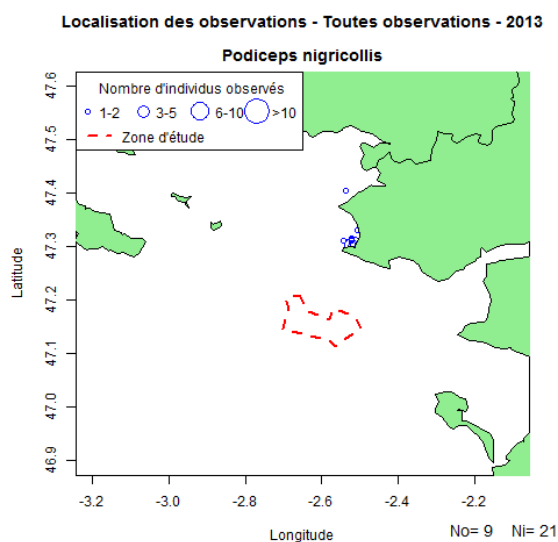 Localisation des observations - Toutes observations - 2013
Podiceps nigricollis
Nombre d'individus observés
1-2 3-5 6-10 >10
Zone d'étude
Latitude
47.6
47.5
47.4
47.3
47.2
47.1
47.0
46.9
-3.2 -3.0 -2.8 -2.6 -2.4 -2.2
Longitude
No= 9 Ni= 21